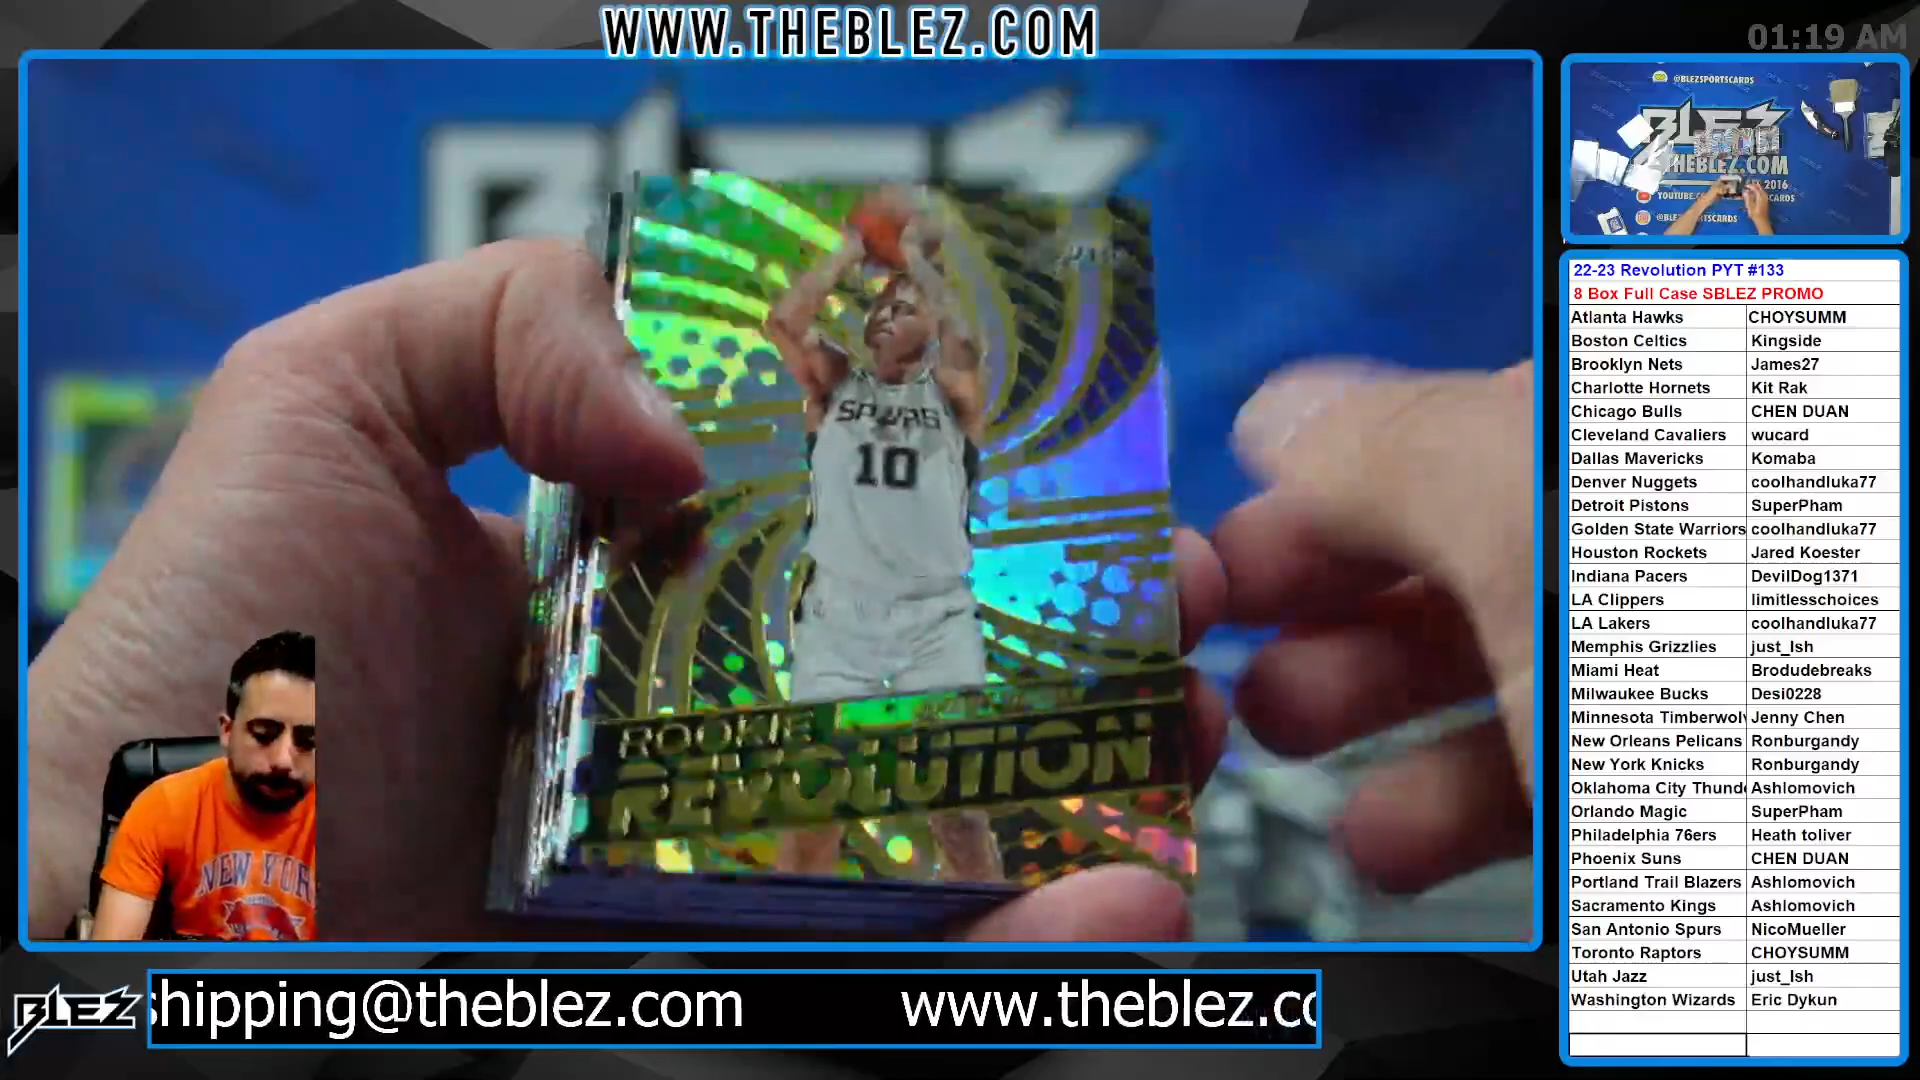 WWW.THEBLEZ.COM
01:19 AM
@BLEZSPORTSCARDS
BLEZ
THEBLEZ.COM
2016
SPURS
10
ROOKIE
REVOLUTION
NEW YOR
22-23 Revolution PYT #133
8 Box Full Case SBLEZ PROMO
Atlanta Hawks CHOYSUMM
Boston Celtics Kingside
Brooklyn Nets James27
Charlotte Hornets Kit Rak
Chicago Bulls CHEN DUAN
Cleveland Cavaliers wucard
Dallas Mavericks Komaba
Denver Nuggets coolhandluka77
Detroit Pistons SuperPham
Golden State Warriors coolhandluka77
Houston Rockets Jared Koester
Indiana Pacers DevilDog1371
LA Clippers limitlesschoices
LA Lakers coolhandluka77
Memphis Grizzlies just_Ish
Miami Heat Brodudebreaks
Milwaukee Bucks Desi0228
Minnesota Timberwolv Jenny Chen
New Orleans Pelicans Ronburgandy
New York Knicks Ronburgandy
Oklahoma City Thunde Ashlomovich
Orlando Magic SuperPham
Philadelphia 76ers Heath toliver
Phoenix Suns CHEN DUAN
Portland Trail Blazers Ashlomovich
Sacramento Kings Ashlomovich
San Antonio Spurs NicoMueller
Toronto Raptors CHOYSUMM
Utah Jazz just_Ish
Washington Wizards Eric Dykun
BLEZ
shipping@theblez.com www.theblez.co